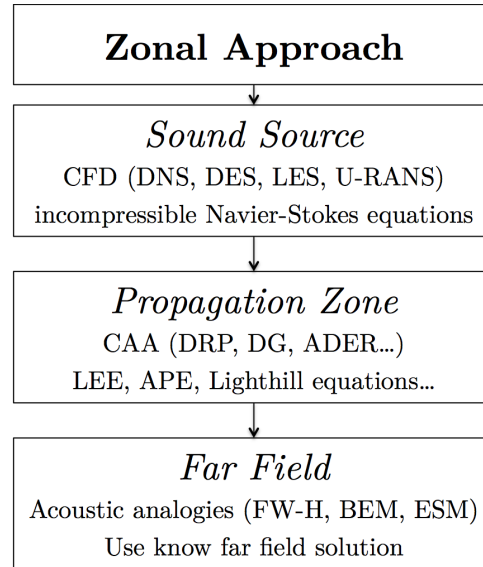 Zonal Approach
Sound Source
CFD (DNS, DES, LES, U-RANS)
incompressible Navier-Stokes equations
Propagation Zone
CAA (DRP, DG, ADER...)
LEE, APE, Lighthill equations...
Far Field
Acoustic analogies (FW-H, BEM, ESM)
Use know far field solution